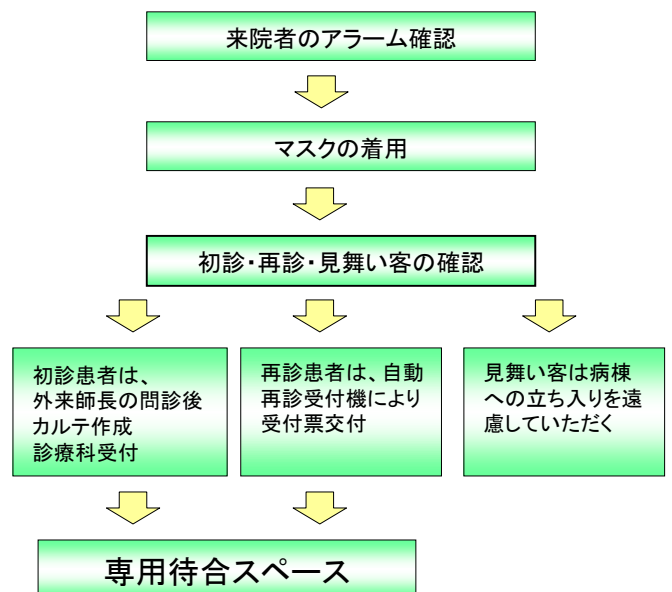 来院者のアラーム確認
マスクの着用
初診・再診・見舞い客の確認
初診患者は、
外来師長の問診後
カルテ作成
診療科受付
再診患者は、自動
再診受付機により
受付票交付
見舞い客は病棟
への立ち入りを遠
慮していただく
専用待合スペース